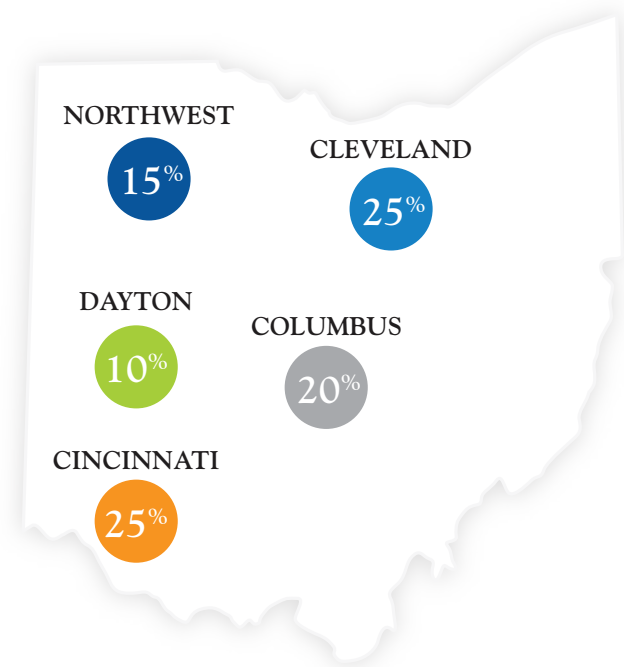 NORTHWEST
15%
CLEVELAND
25%
DAYTON
10%
COLUMBUS
20%
CINCINNATI
25%